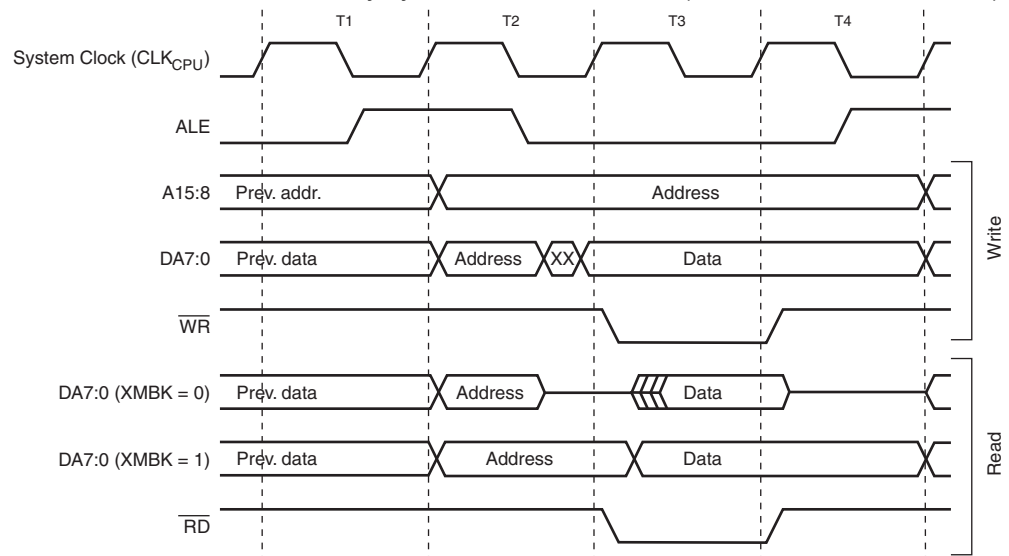 T1 T2 T3 T4
System Clock (CLKCPU)
ALE
A15:8 Prev. addr. Address
DA7:0 Prev. data Address XX Data
WR
Write
DA7:0 (XMBK = 0) Prev. data Address Data
DA7:0 (XMBK = 1) Prev. data Address Data
RD
Read